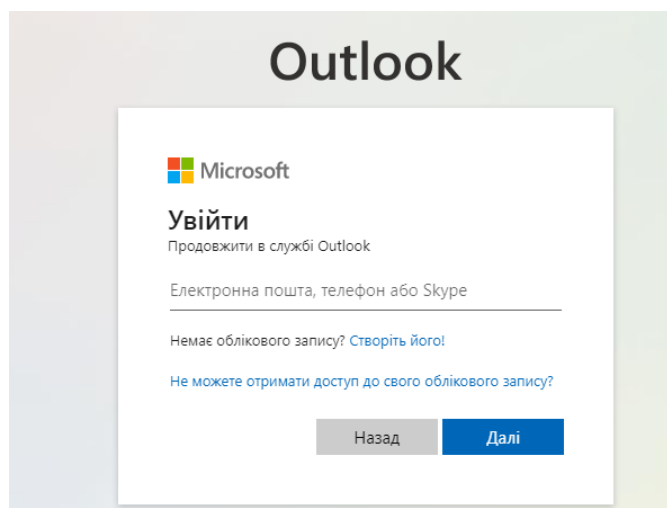 Outlook
Microsoft
Увійти
Продовжити в службі Outlook
Електронна пошта, телефон або Skype
Немає облікового запису? Створіть його!
Не можете отримати доступ до свого облікового запису?
Назад Далі